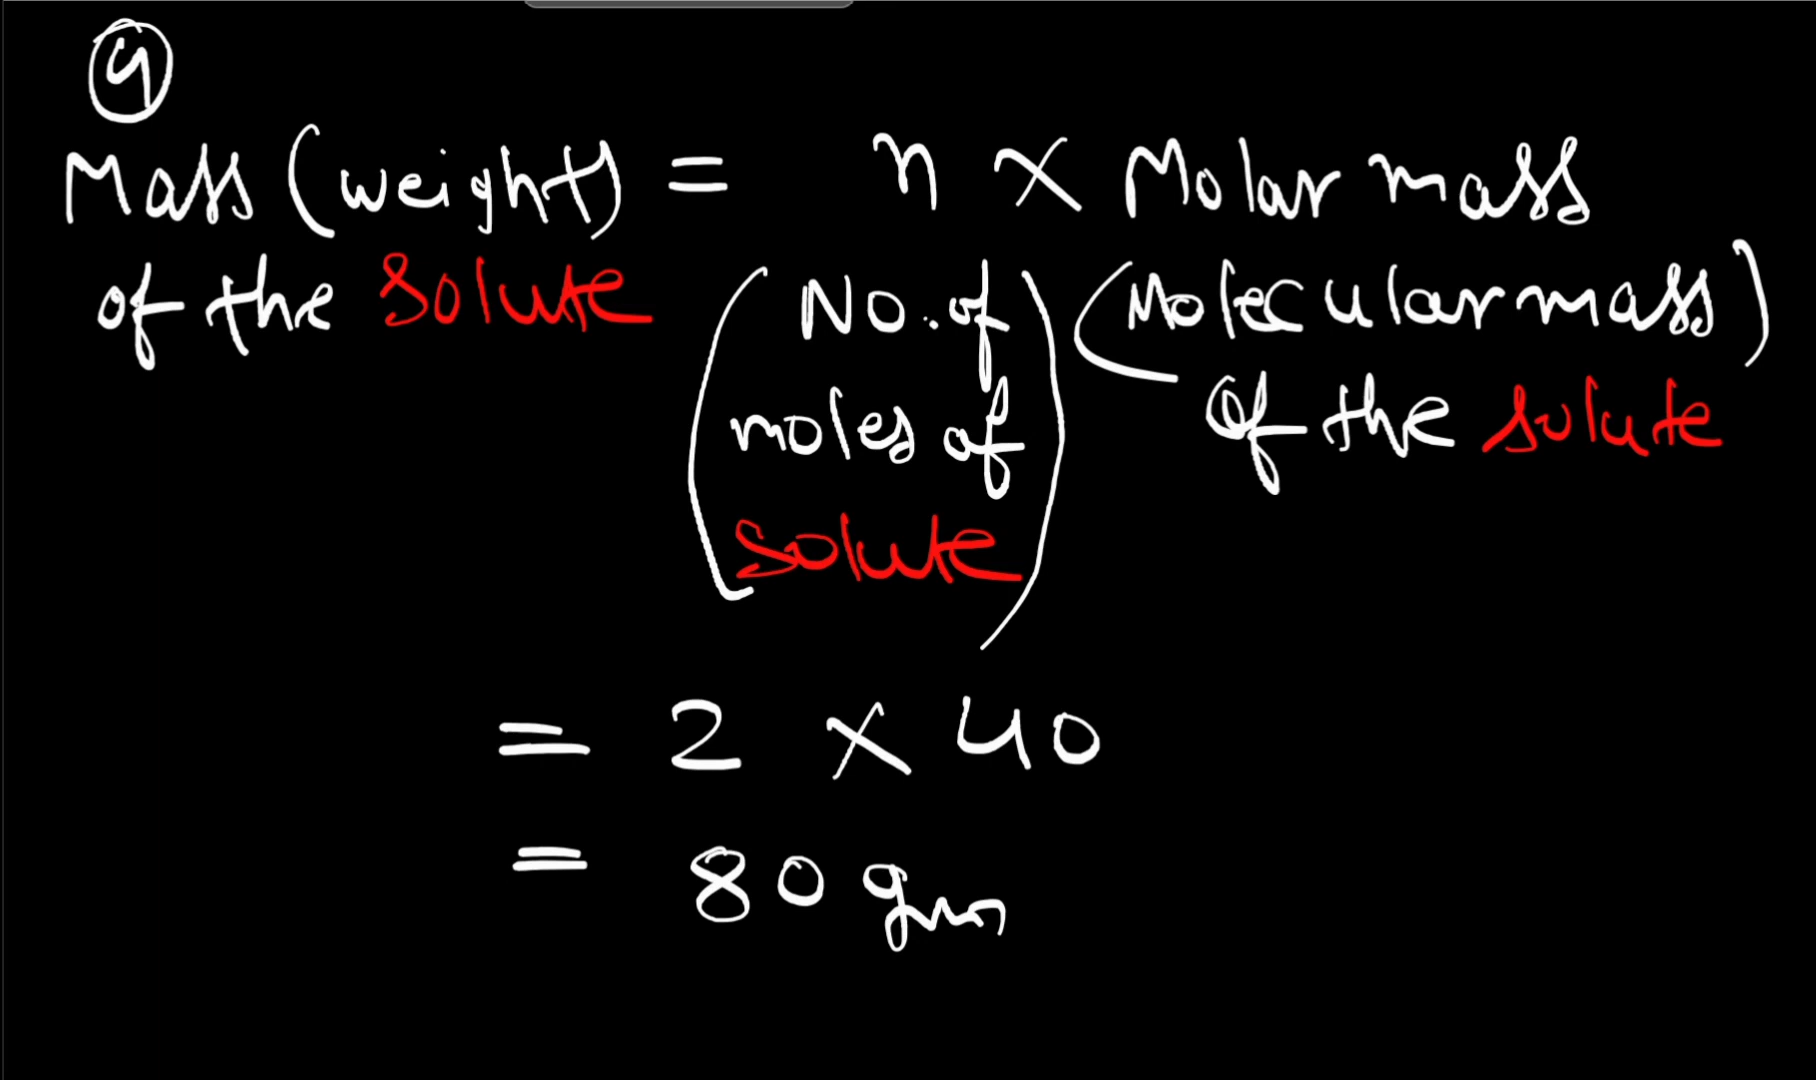 4
Mass (weight) = n × Molar mass
of the Solute (No. of moles of Solute) (Molecular mass) of the solute
= 2 × 40
= 80 gm